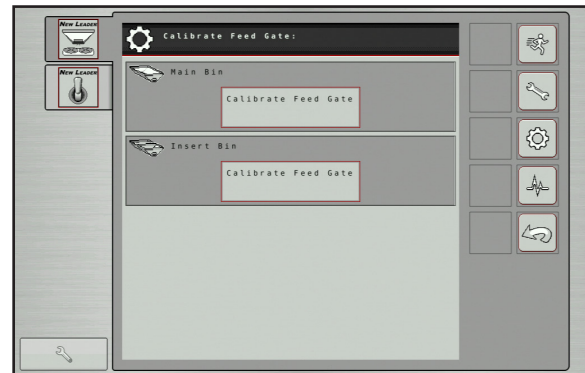 NEW LEADER
Calibrate Feed Gate:
NEW LEADER
Main Bin
Calibrate Feed Gate
Insert Bin
Calibrate Feed Gate